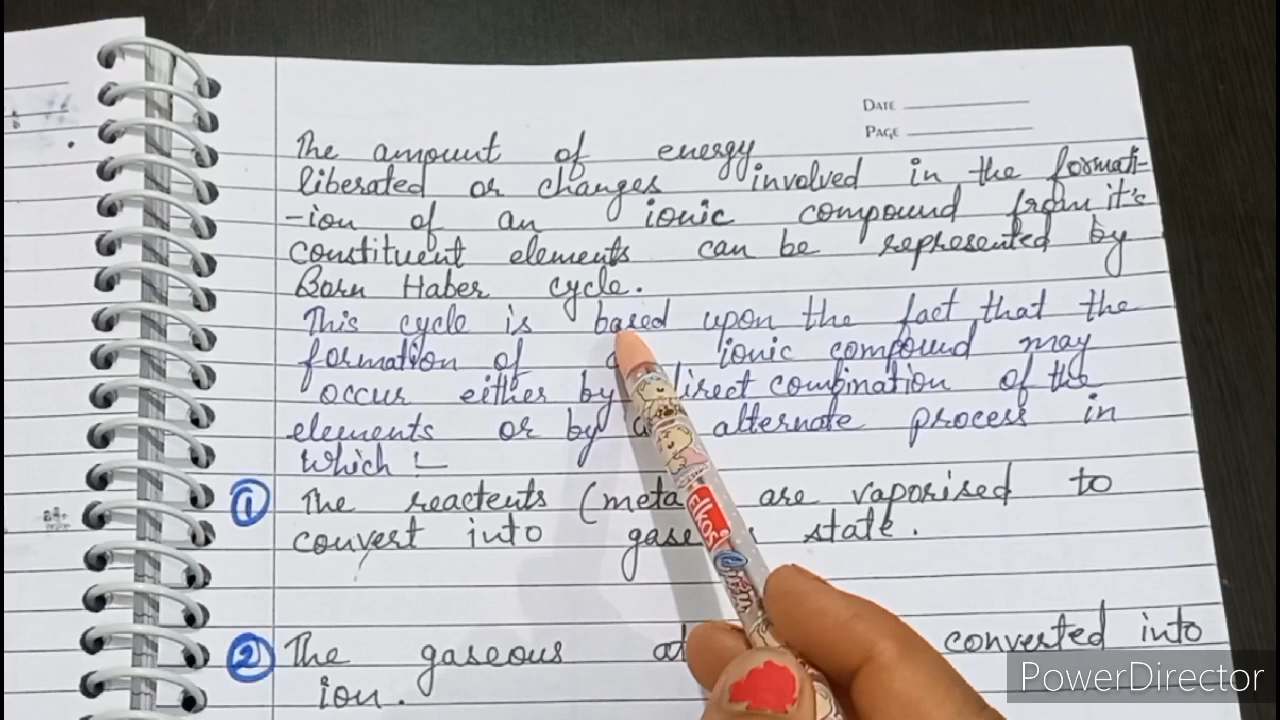 DATE
PAGE
The amount of energy
liberated or changes involved in the formati-
-ion of an ionic compound from it's
constituent elements can be represented by
Born Haber cycle.
This cycle is based upon the fact that the
formation of ionic compound may
occur either by direct combination of the
elements or by alternate process in
which :-
① The reactents (meta are vaporised to
convert into state.
② The gaseous converted into
ion.
elkos
PowerDirector